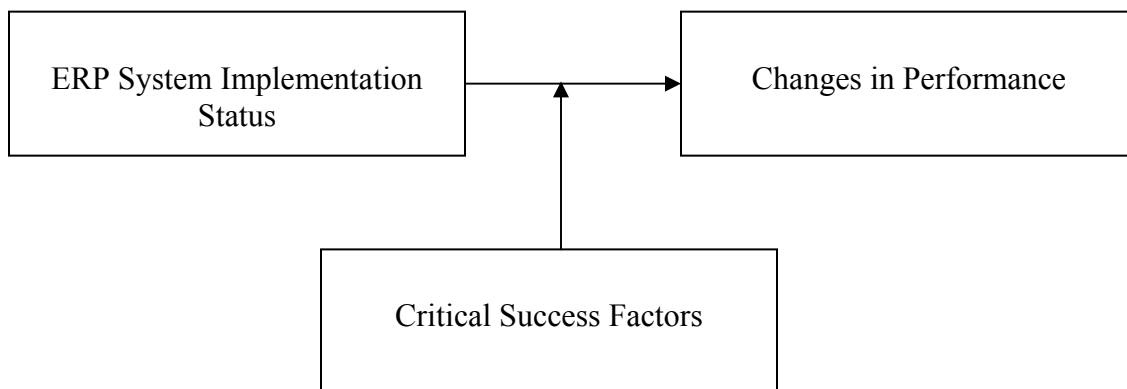 ERP System Implementation
Status
Changes in Performance
Critical Success Factors